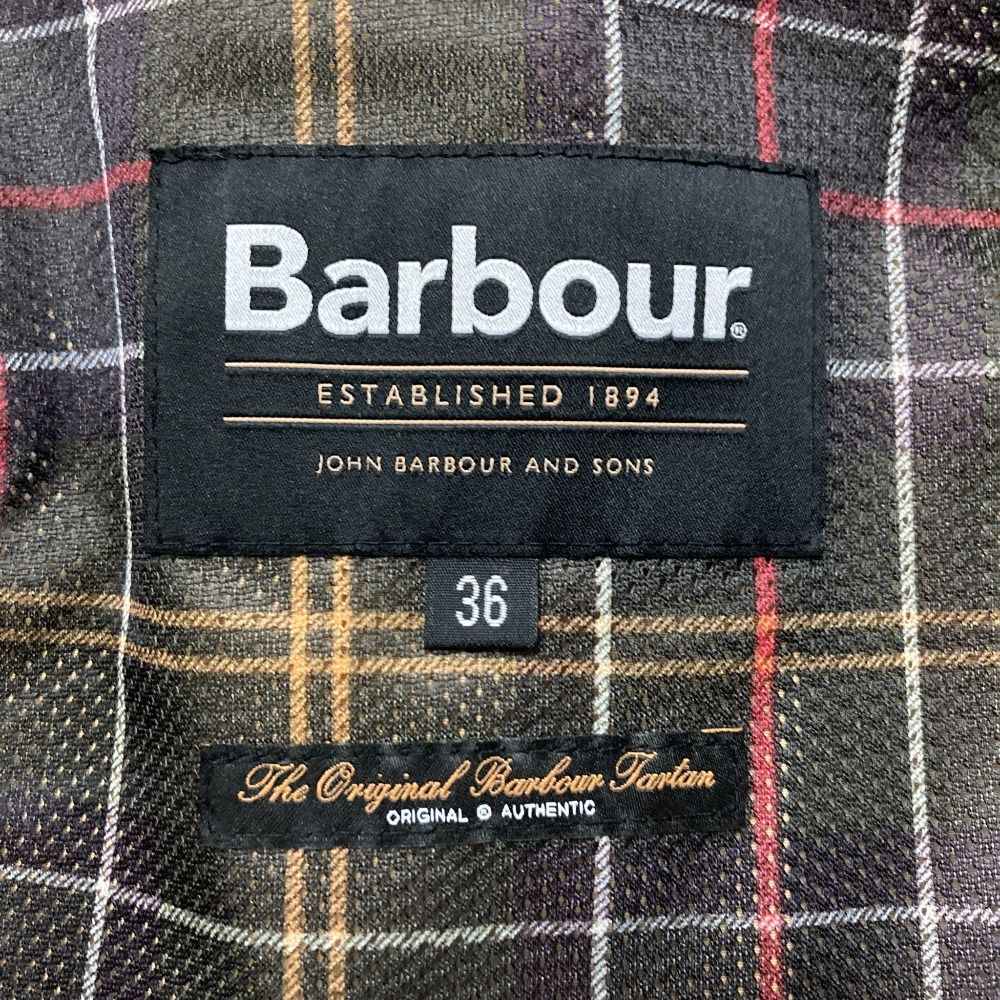 Barbour®
ESTABLISHED 1894
JOHN BARBOUR AND SONS
36
The Original Barbour Tartan
ORIGINAL ® AUTHENTIC